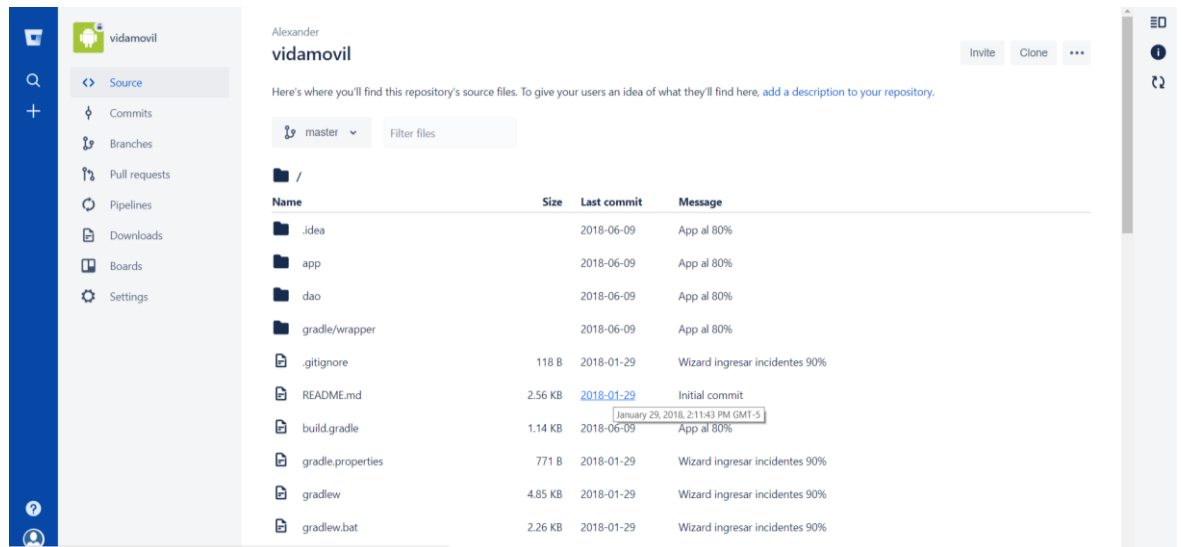 vidamovil
Source
Commits
Branches
Pull requests
Pipelines
Downloads
Boards
Settings
Alexander
vidamovil
Invite Clone
Here's where you'll find this repository's source files. To give your users an idea of what they'll find here, add a description to your repository.
master Filter files
/
Name Size Last commit Message
.idea 2018-06-09 App al 80%
app 2018-06-09 App al 80%
dao 2018-06-09 App al 80%
gradle/wrapper 2018-06-09 App al 80%
.gitignore 118 B 2018-01-29 Wizard ingresar incidentes 90%
README.md 2.56 KB 2018-01-29 Initial commit
January 29, 2018, 2:11:43 PM GMT-5
build.gradle 1.14 KB 2018-06-09 App al 80%
gradle.properties 771 B 2018-01-29 Wizard ingresar incidentes 90%
gradlew 4.85 KB 2018-01-29 Wizard ingresar incidentes 90%
gradlew.bat 2.26 KB 2018-01-29 Wizard ingresar incidentes 90%